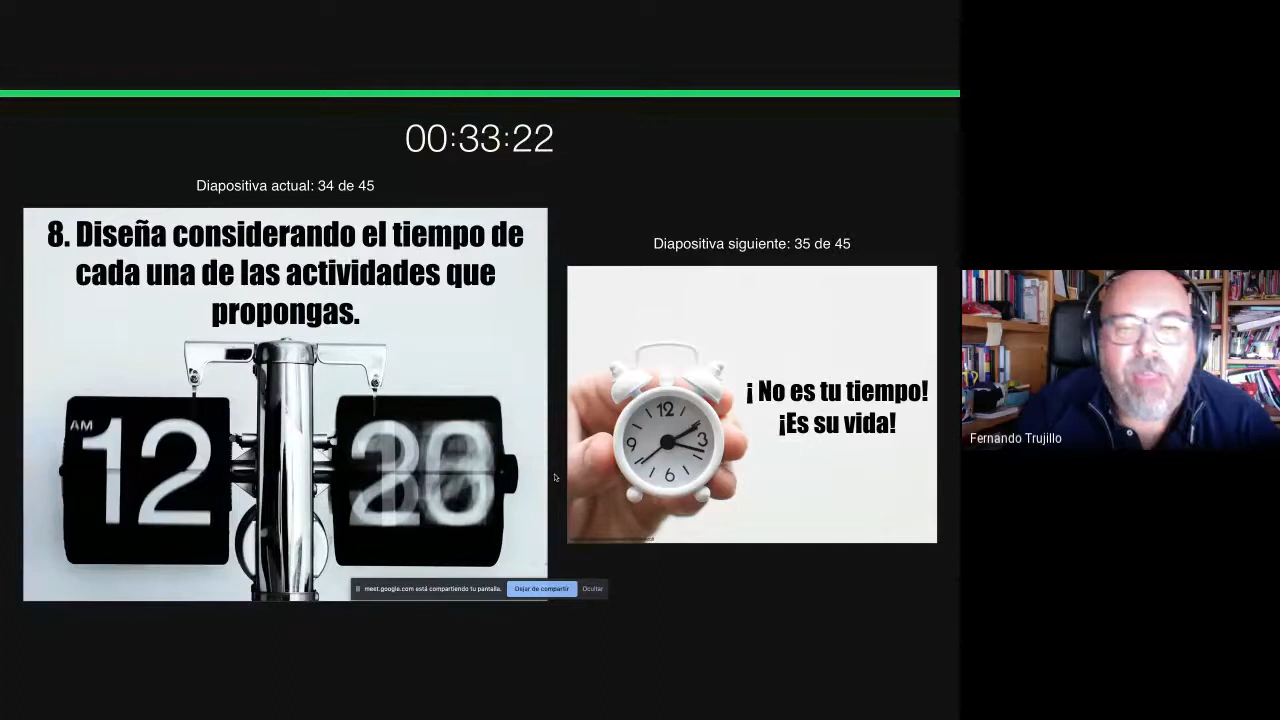 00:33:22
Diapositiva actual: 34 de 45
8. Diseña considerando el tiempo de
cada una de las actividades que
propongas.
AM
12
Diapositiva siguiente: 35 de 45
¡ No es tu tiempo!
¡Es su vida!
12
3
6
9
meet.google.com está compartiendo tu pantalla.
Dejar de compartir
Ocultar
Fernando Trujillo